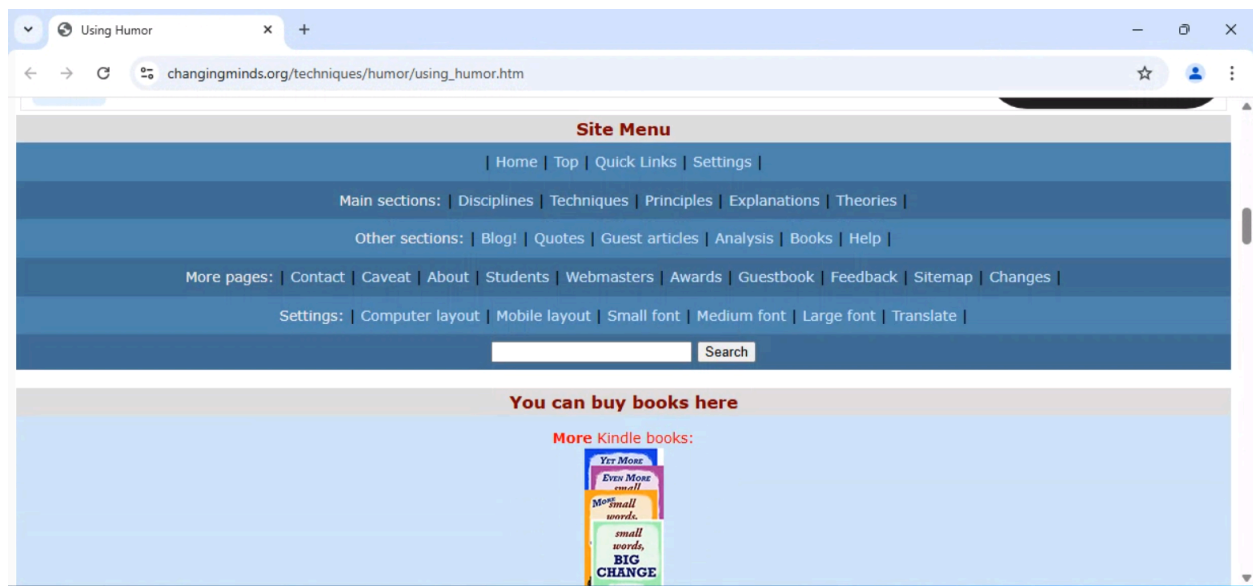 Using Humor
changingminds.org/techniques/humor/using_humor.htm
Site Menu
| Home | Top | Quick Links | Settings |
Main sections: | Disciplines | Techniques | Principles | Explanations | Theories |
Other sections: | Blog! | Quotes | Guest articles | Analysis | Books | Help |
More pages: | Contact | Caveat | About | Students | Webmasters | Awards | Guestbook | Feedback | Sitemap | Changes |
Settings: | Computer layout | Mobile layout | Small font | Medium font | Large font | Translate |
Search
You can buy books here
More Kindle books:
YET MORE
EVEN MORE
small
MORE small
words,
small
words,
BIG
CHANGE